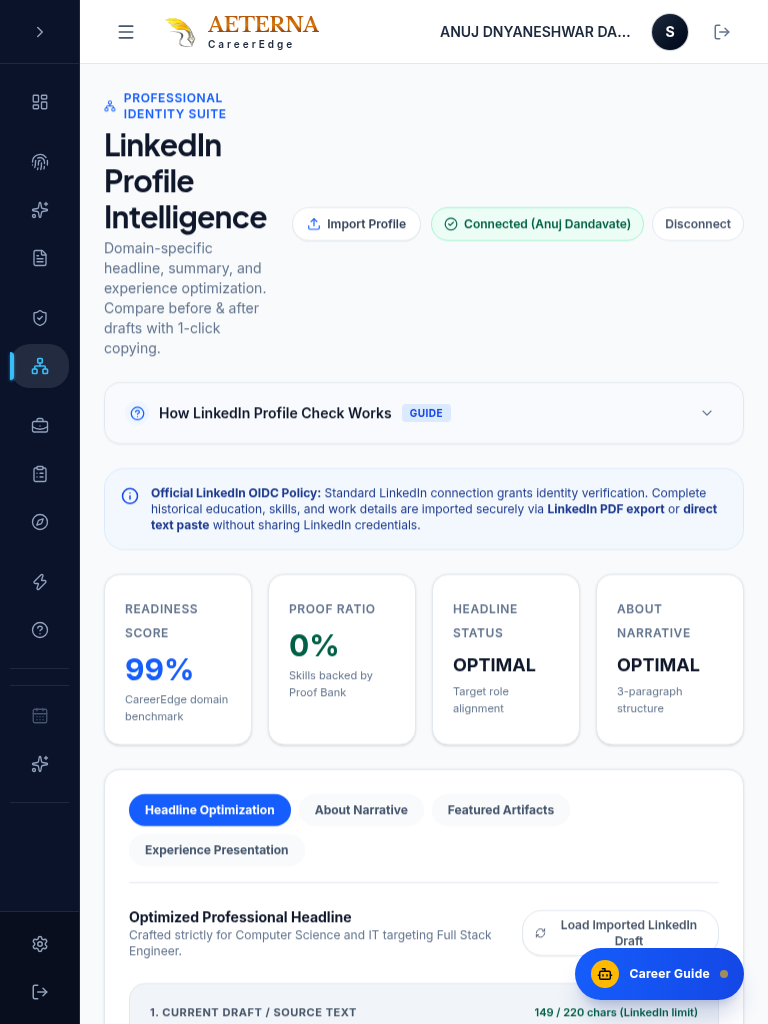 AETERNA
CareerEdge
ANUJ DNYANESHWAR DA...
S
PROFESSIONAL
IDENTITY SUITE
LinkedIn
Profile
Intelligence
Domain-specific
headline, summary, and
experience optimization.
Compare before & after
drafts with 1-click
copying.
Import Profile
Connected (Anuj Dandavate)
Disconnect
How LinkedIn Profile Check Works
GUIDE
Official LinkedIn OIDC Policy: Standard LinkedIn connection grants identity verification. Complete
historical education, skills, and work details are imported securely via LinkedIn PDF export or direct
text paste without sharing LinkedIn credentials.
READINESS
SCORE
99%
CareerEdge domain
benchmark
PROOF RATIO
0%
Skills backed by
Proof Bank
HEADLINE
STATUS
OPTIMAL
Target role
alignment
ABOUT
NARRATIVE
OPTIMAL
3-paragraph
structure
Headline Optimization
About Narrative
Featured Artifacts
Experience Presentation
Optimized Professional Headline
Crafted strictly for Computer Science and IT targeting Full Stack
Engineer.
Load Imported LinkedIn
Draft
Career Guide
1. CURRENT DRAFT / SOURCE TEXT
149 / 220 chars (LinkedIn limit)